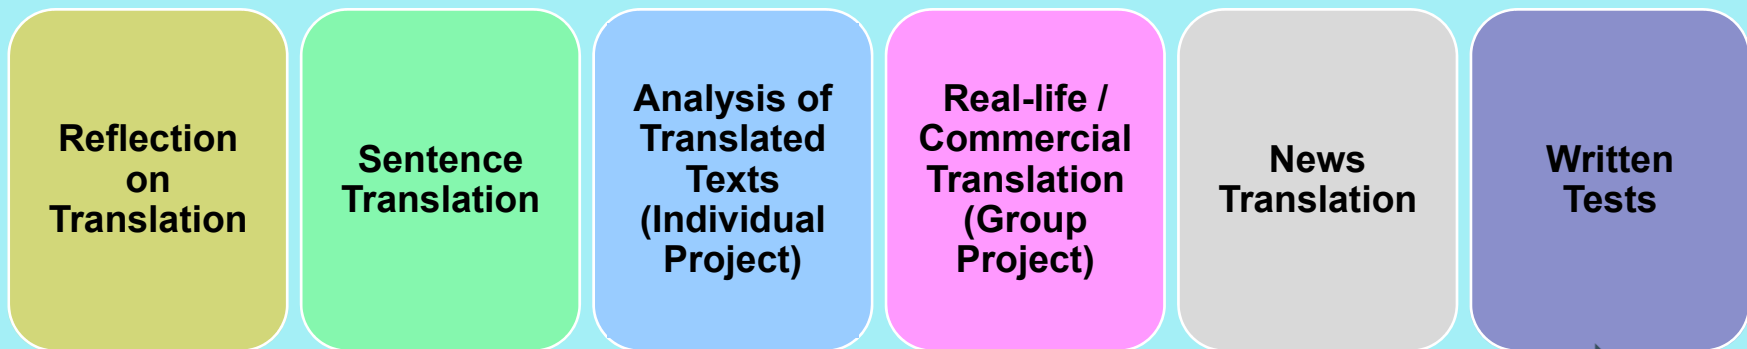 Reflection
on
Translation
Sentence
Translation
Analysis of
Translated
Texts
(Individual
Project)
Real-life /
Commercial
Translation
(Group
Project)
News
Translation
Written
Tests